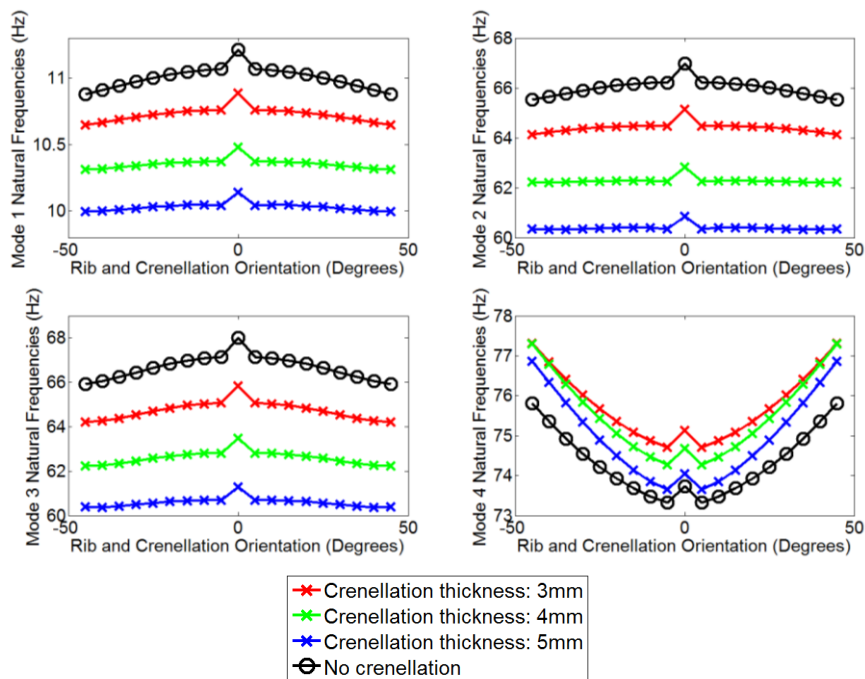 Mode 1 Natural Frequencies (Hz)
11
10.5
10
-50 0 50
Rib and Crenellation Orientation (Degrees)
Mode 2 Natural Frequencies (Hz)
68
66
64
62
60
-50 0 50
Rib and Crenellation Orientation (Degrees)
Mode 3 Natural Frequencies (Hz)
68
66
64
62
60
-50 0 50
Rib and Crenellation Orientation (Degrees)
Mode 4 Natural Frequencies (Hz)
78
77
76
75
74
73
-50 0 50
Rib and Crenellation Orientation (Degrees)
Crenellation thickness: 3mm
Crenellation thickness: 4mm
Crenellation thickness: 5mm
No crenellation